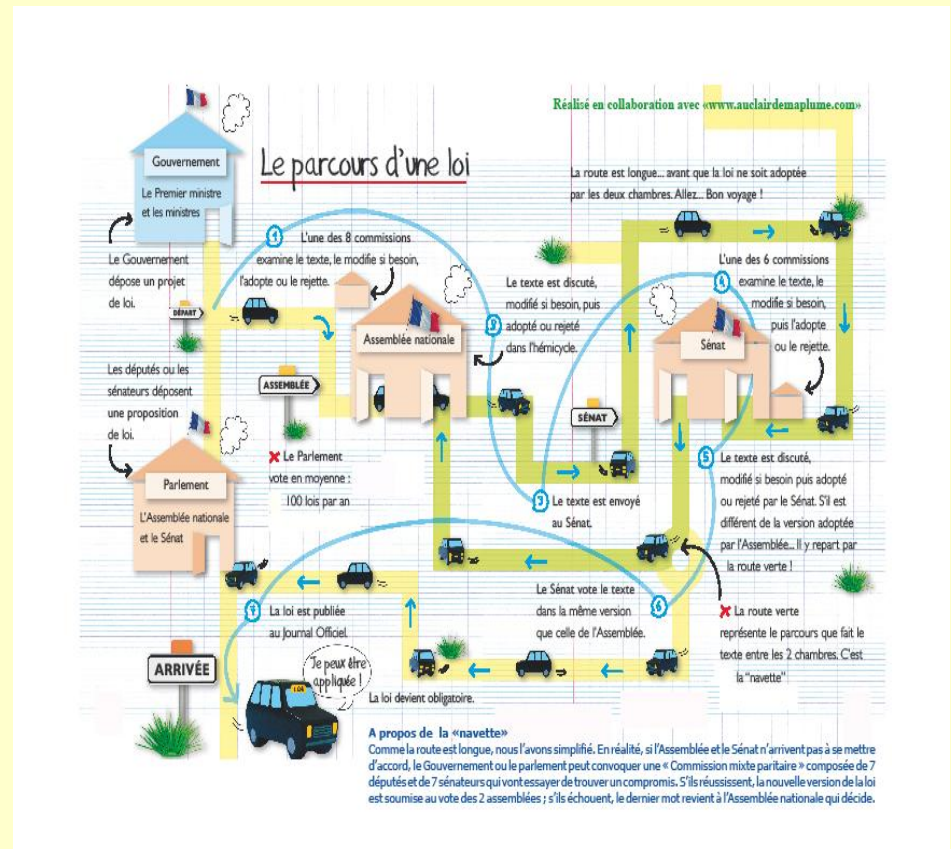 Réalisé en collaboration avec «www.auclairdemaplume.com»
Le parcours d'une loi
Gouvernement
Le Premier ministre
et les ministres
Le Gouvernement
dépose un projet
de loi.
DÉPART
Les députés ou les
sénateurs déposent
une proposition
de loi.
Parlement
L'Assemblée nationale
et le Sénat
1 L'une des 8 commissions
examine le texte, le modifie si besoin,
l'adopte ou le rejette.
Assemblée nationale
ASSEMBLÉE
✗ Le Parlement
vote en moyenne :
100 lois par an
2
Le texte est discuté,
modifié si besoin, puis
adopté ou rejeté
dans l'hémicycle.
SÉNAT
3 Le texte est envoyé
au Sénat.
La route est longue... avant que la loi ne soit adoptée
par les deux chambres. Allez... Bon voyage !
L'une des 6 commissions
4 examine le texte, le
modifie si besoin,
puis l'adopte
ou le rejette.
Sénat
5 Le texte est discuté,
modifié si besoin puis adopté
ou rejeté par le Sénat. S'il est
différent de la version adoptée
par l'Assemblée... Il y repart par
la route verte !
✗ La route verte
représente le parcours que fait le
texte entre les 2 chambres. C'est
la "navette"
Le Sénat vote le texte
dans la même version 6
que celle de l'Assemblée.
7 La loi est publiée
au Journal Officiel.
ARRIVÉE
Je peux être
appliquée !
LOI
La loi devient obligatoire.
A propos de la «navette»
Comme la route est longue, nous l'avons simplifié. En réalité, si l'Assemblée et le Sénat n'arrivent pas à se mettre
d'accord, le Gouvernement ou le parlement peut convoquer une « Commission mixte paritaire » composée de 7
députés et de 7 sénateurs qui vont essayer de trouver un compromis. S'ils réussissent, la nouvelle version de la loi
est soumise au vote des 2 assemblées ; s'ils échouent, le dernier mot revient à l'Assemblée nationale qui décide.